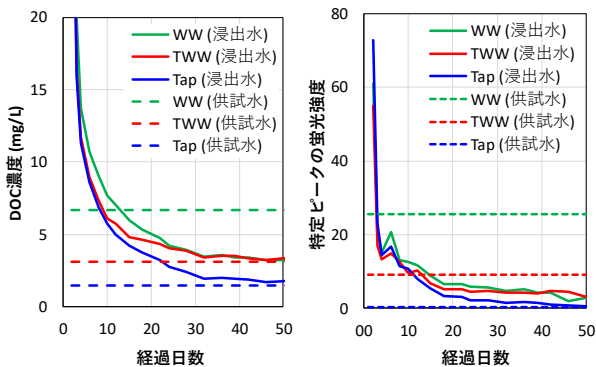 20
15
10
5
0
0
10
20
30
40
50
DOC濃度 (mg/L)
経過日数
WW (浸出水)
TWW (浸出水)
Tap (浸出水)
WW (供試水)
TWW (供試水)
Tap (供試水)
80
60
40
20
0
00
10
20
30
40
50
特定ピークの蛍光強度
経過日数
WW (浸出水)
TWW (浸出水)
Tap (浸出水)
WW (供試水)
TWW (供試水)
Tap (供試水)